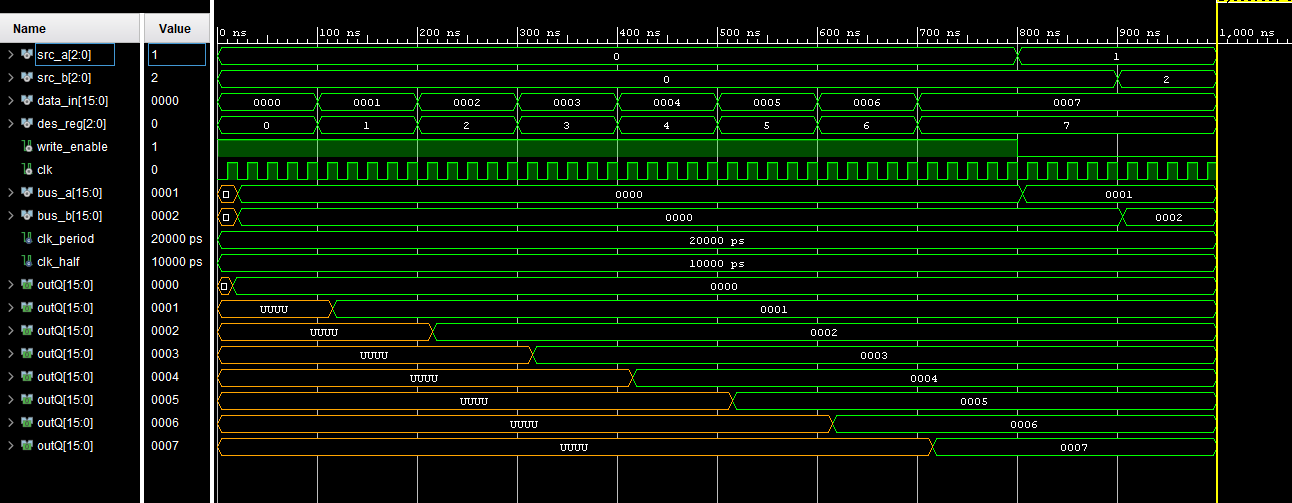 Name Value
0 ns 100 ns 200 ns 300 ns 400 ns 500 ns 600 ns 700 ns 800 ns 900 ns 1,000 ns
src_a[2:0] 1 0 1
src_b[2:0] 2 0 2
data_in[15:0] 0000 0000 0001 0002 0003 0004 0005 0006 0007
des_reg[2:0] 0 0 1 2 3 4 5 6 7
write_enable 1
clk 0
bus_a[15:0] 0001 0000 0001
bus_b[15:0] 0002 0000 0002
clk_period 20000 ps 20000 ps
clk_half 10000 ps 10000 ps
outQ[15:0] 0000 0000
outQ[15:0] 0001 UUUU 0001
outQ[15:0] 0002 UUUU 0002
outQ[15:0] 0003 UUUU 0003
outQ[15:0] 0004 UUUU 0004
outQ[15:0] 0005 UUUU 0005
outQ[15:0] 0006 UUUU 0006
outQ[15:0] 0007 UUUU 0007